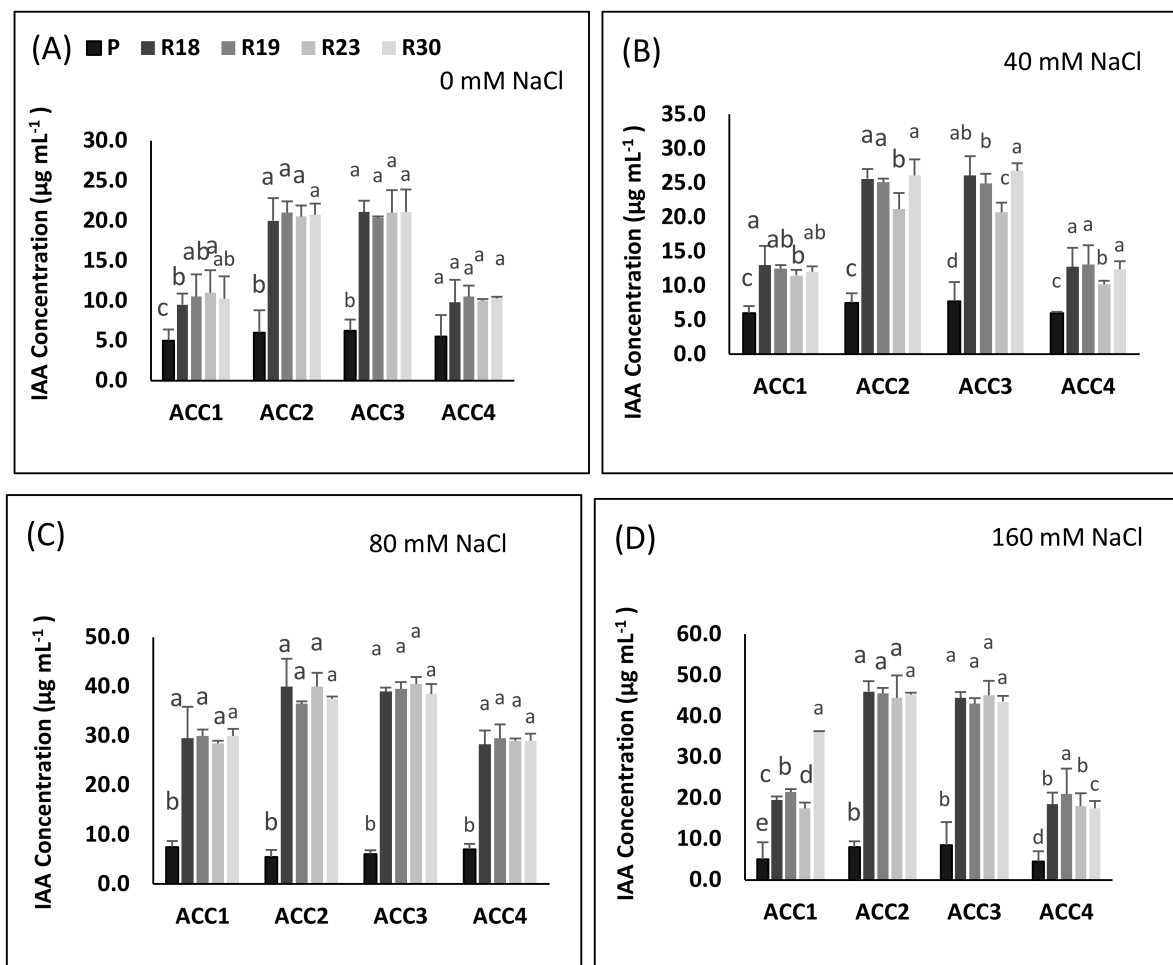 (A) P R18 R19 R23 R30
0 mM NaCl
IAA Concentration (µg mL⁻¹ )
30.0
25.0
20.0
15.0
10.0
5.0
0.0
c b ab a ab
b a a a a
b a a a a
a a a a a
ACC1 ACC2 ACC3 ACC4
(B)
40 mM NaCl
IAA Concentration (µg mL⁻¹ )
35.0
30.0
25.0
20.0
15.0
10.0
5.0
0.0
c a ab b ab
c a a b a
d ab b c a
c a a b a
ACC1 ACC2 ACC3 ACC4
(C)
80 mM NaCl
IAA Concentration (µg mL⁻¹ )
50.0
40.0
30.0
20.0
10.0
0.0
b a a a a
b a a a a
b a a a a
b a a a a
ACC1 ACC2 ACC3 ACC4
(D)
160 mM NaCl
IAA Concentration (µg mL⁻¹ )
60.0
50.0
40.0
30.0
20.0
10.0
0.0
e c b d a
b a a a a
b a a a a
d b a b c
ACC1 ACC2 ACC3 ACC4